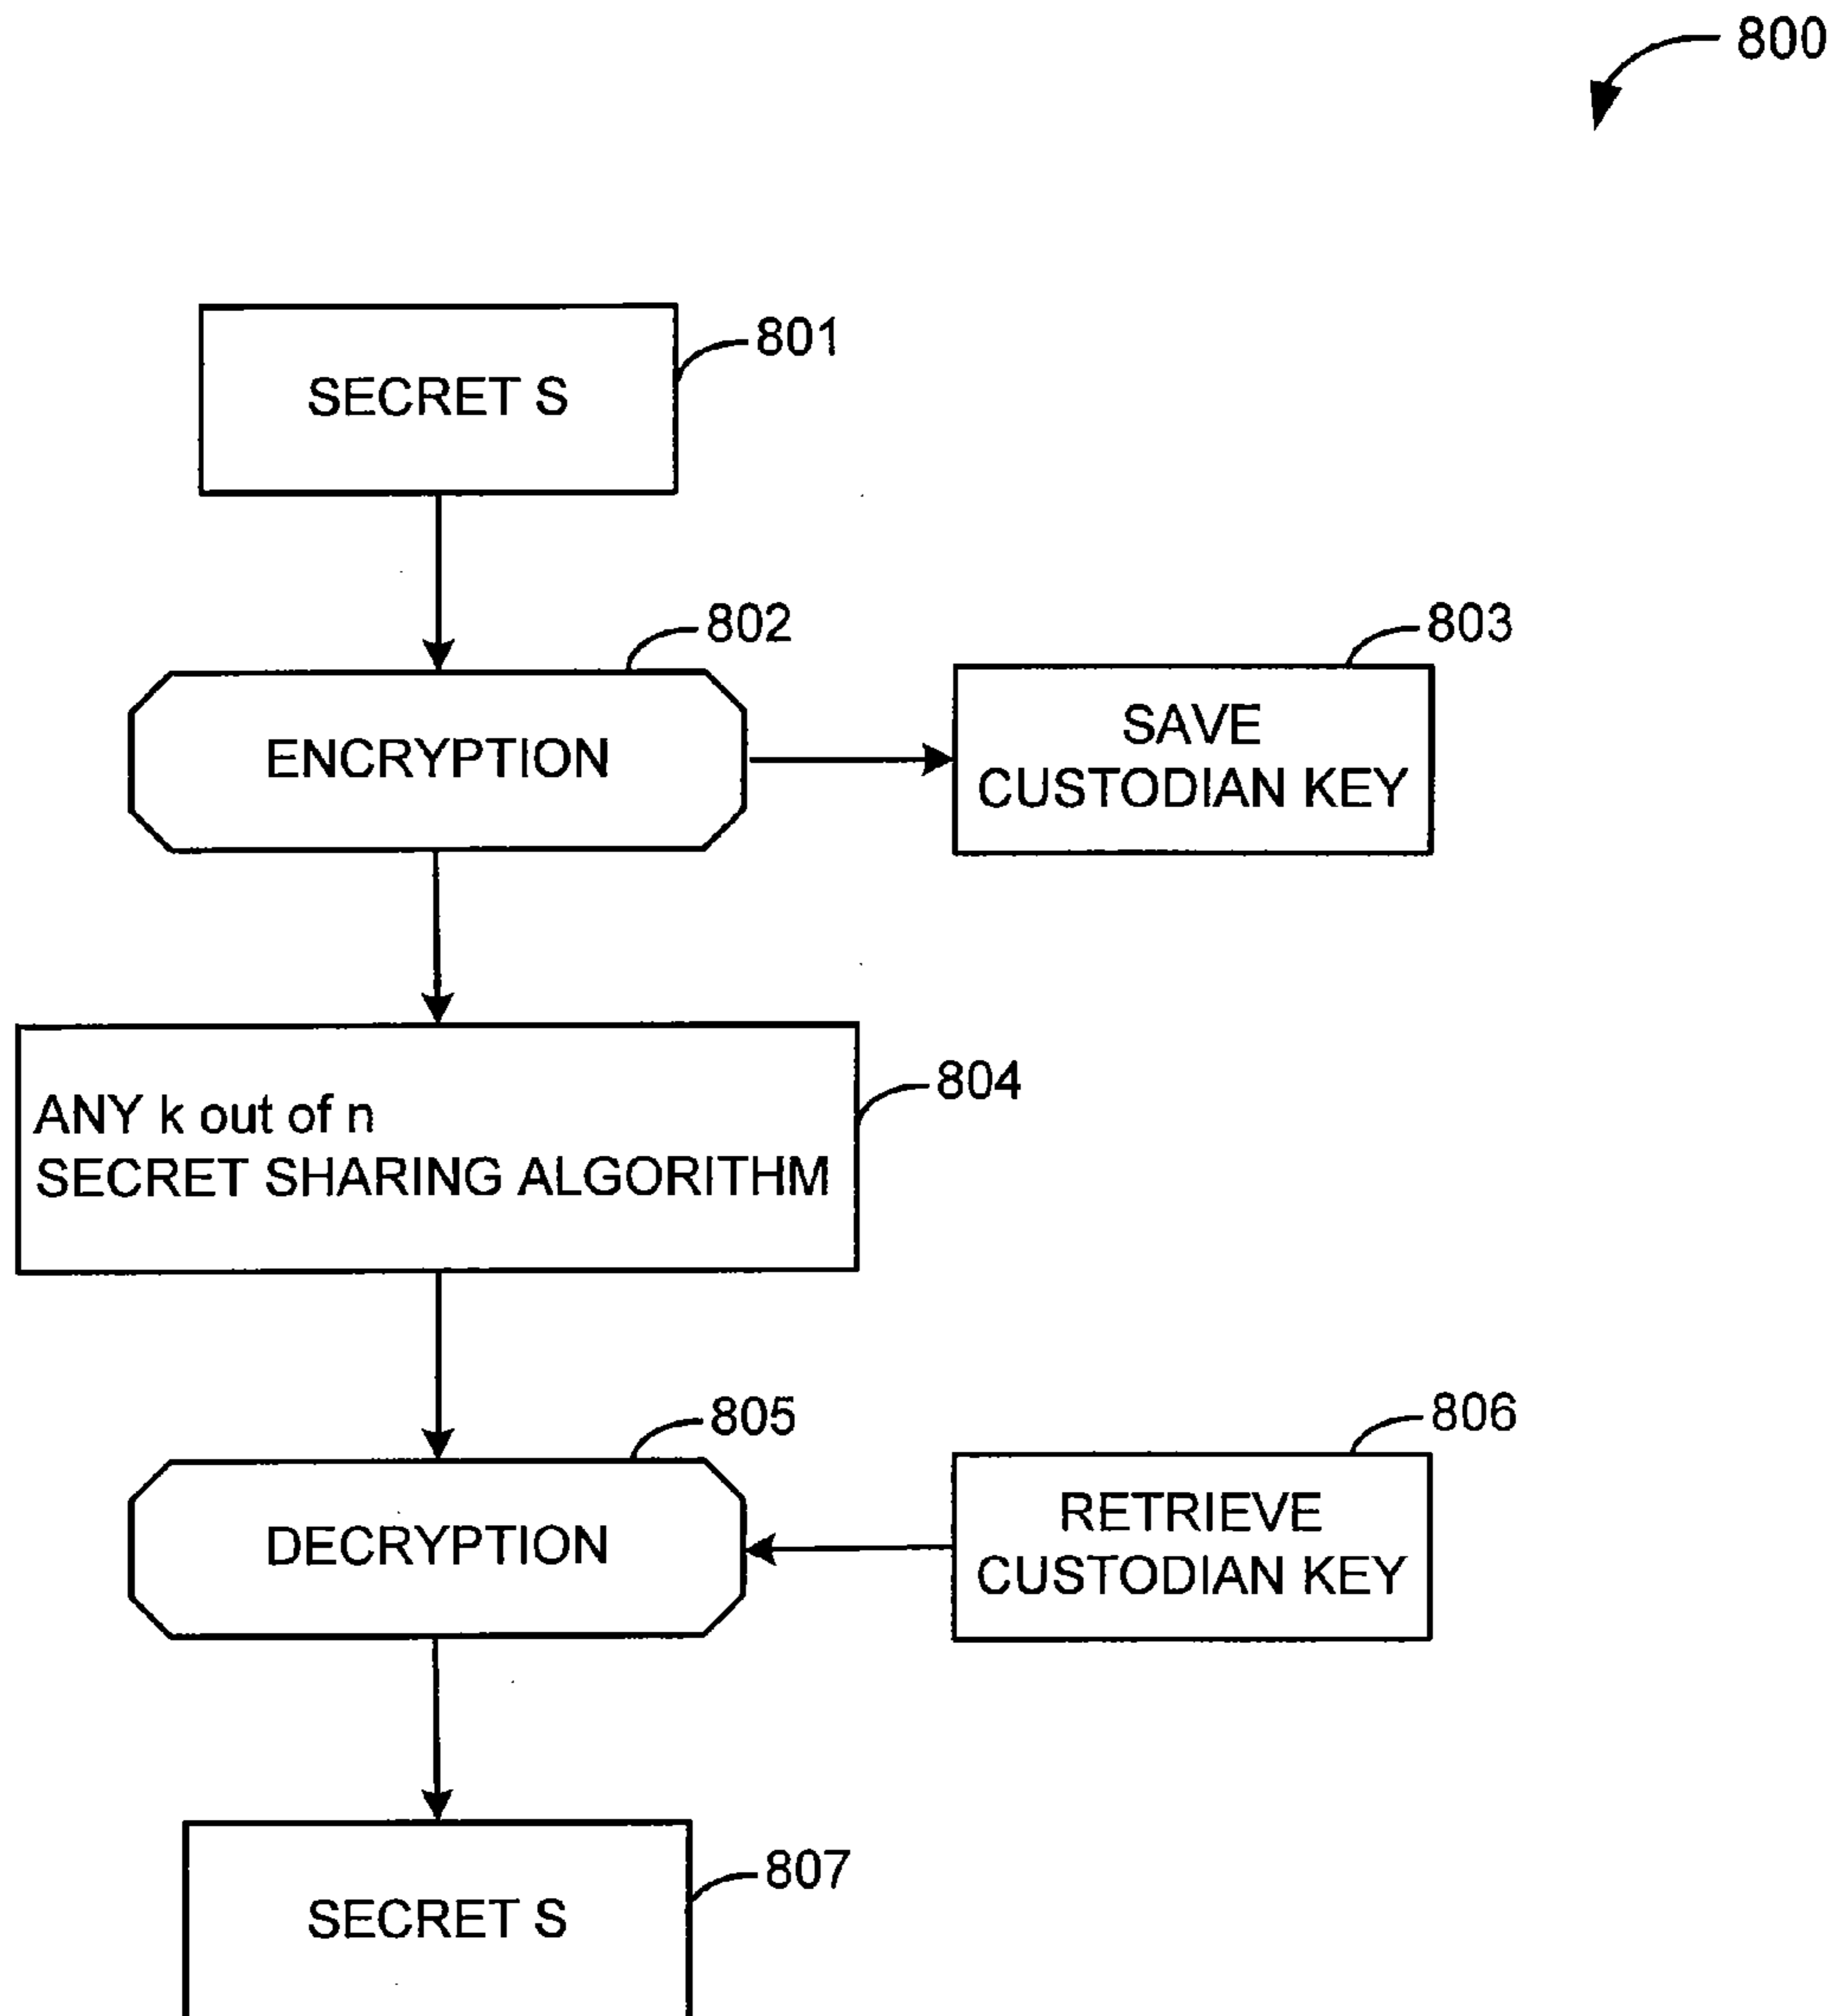 800
801
SECRET S
802
803
ENCRYPTION
SAVE
CUSTODIAN KEY
804
ANY k out of n
SECRET SHARING ALGORITHM
805
806
DECRYPTION
RETRIEVE
CUSTODIAN KEY
807
SECRET S